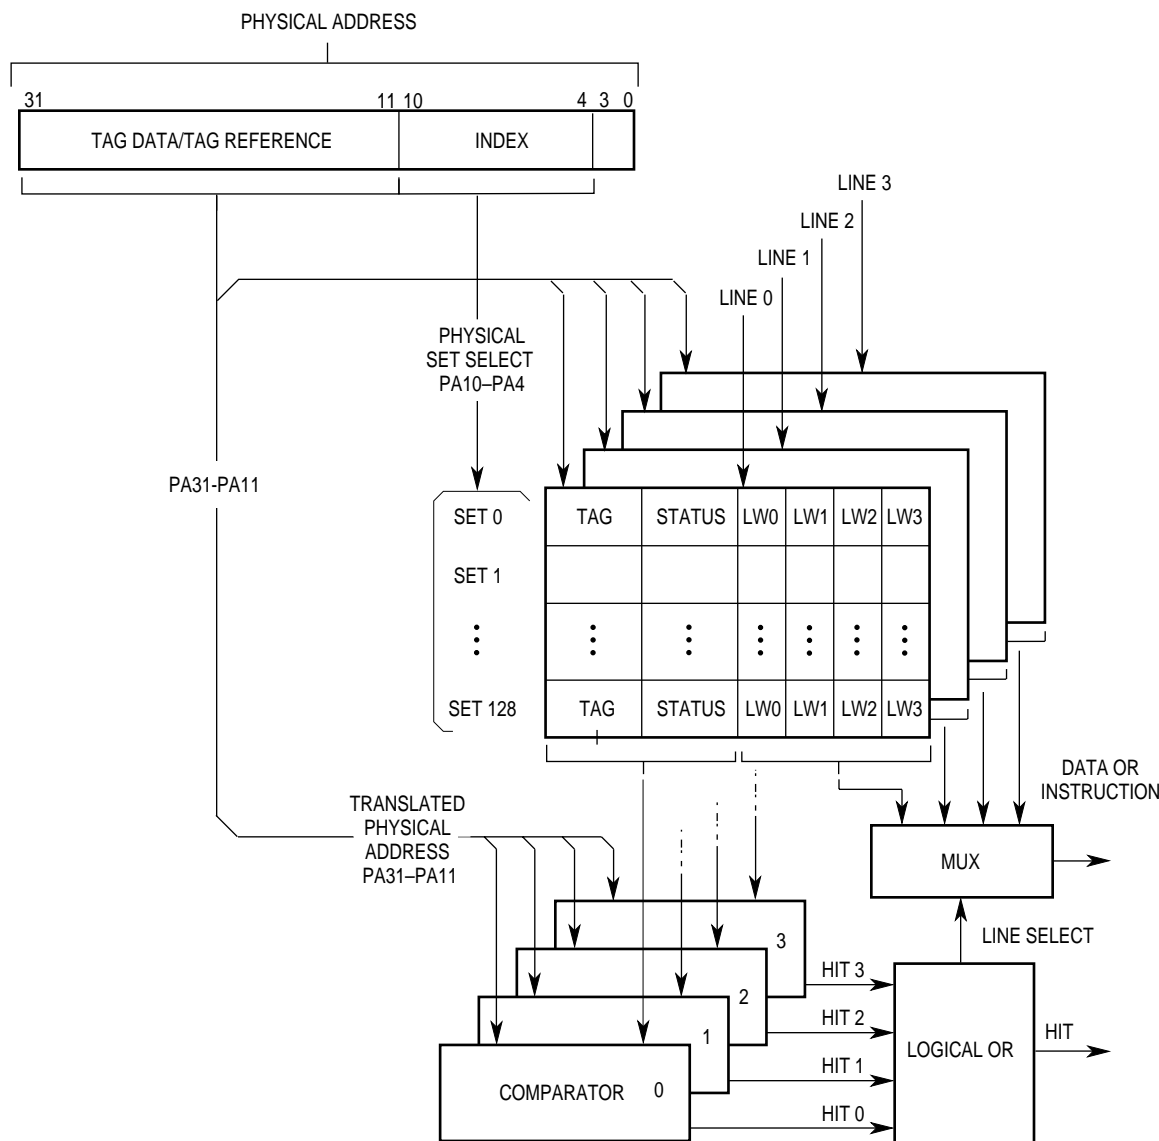 PHYSICAL ADDRESS
31 11 10 4 3 0
TAG DATA/TAG REFERENCE INDEX
LINE 3
LINE 2
LINE 1
LINE 0
PHYSICAL
SET SELECT
PA10–PA4
PA31-PA11
SET 0 TAG STATUS LW0 LW1 LW2 LW3
SET 1
SET 128 TAG STATUS LW0 LW1 LW2 LW3
DATA OR
INSTRUCTION
TRANSLATED
PHYSICAL
ADDRESS
PA31–PA11
MUX
LINE SELECT
3
HIT 3
2
HIT 2
1
HIT 1
LOGICAL OR
HIT
COMPARATOR 0
HIT 0